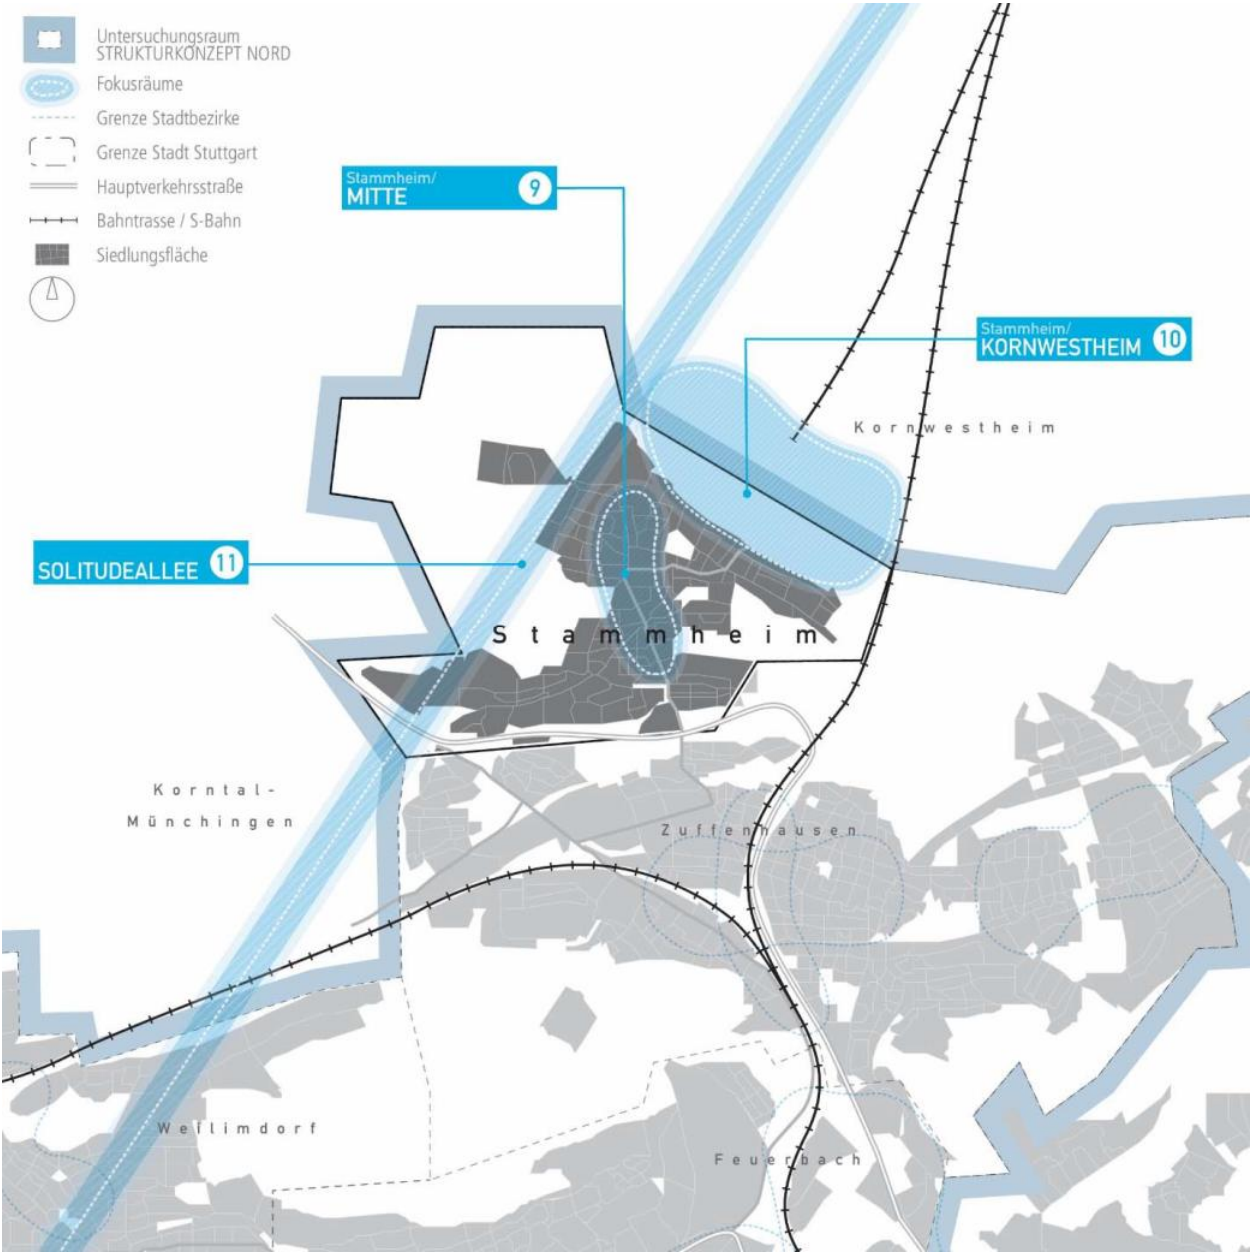 Untersuchungsraum
STRUKTURKONZEPT NORD
Fokusräume
Grenze Stadtbezirke
Grenze Stadt Stuttgart
Hauptverkehrsstraße
Bahntrasse / S-Bahn
Siedlungsfläche
Stammheim/
MITTE 9
Stammheim/
KORNWESTHEIM 10
Kornwestheim
SOLITUDEALLEE 11
Stammheim
Korntal-
Münchingen
Zuffenhausen
Weilimdorf
Feuerbach